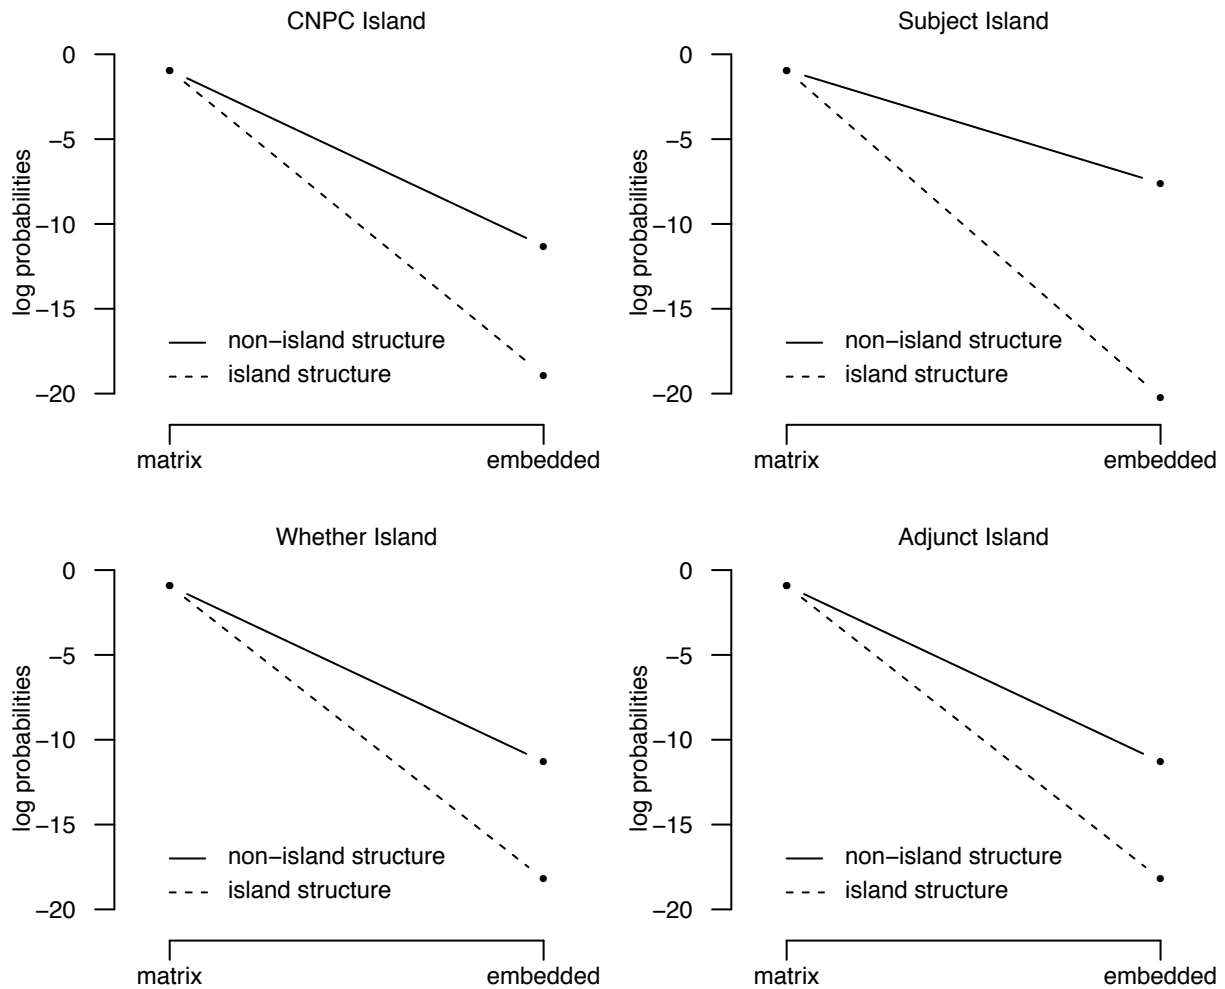 CNPC Island
log probabilities
0
−5
−10
−15
−20
non−island structure
island structure
matrix
embedded
Subject Island
log probabilities
0
−5
−10
−15
−20
non−island structure
island structure
matrix
embedded
Whether Island
log probabilities
0
−5
−10
−15
−20
non−island structure
island structure
matrix
embedded
Adjunct Island
log probabilities
0
−5
−10
−15
−20
non−island structure
island structure
matrix
embedded